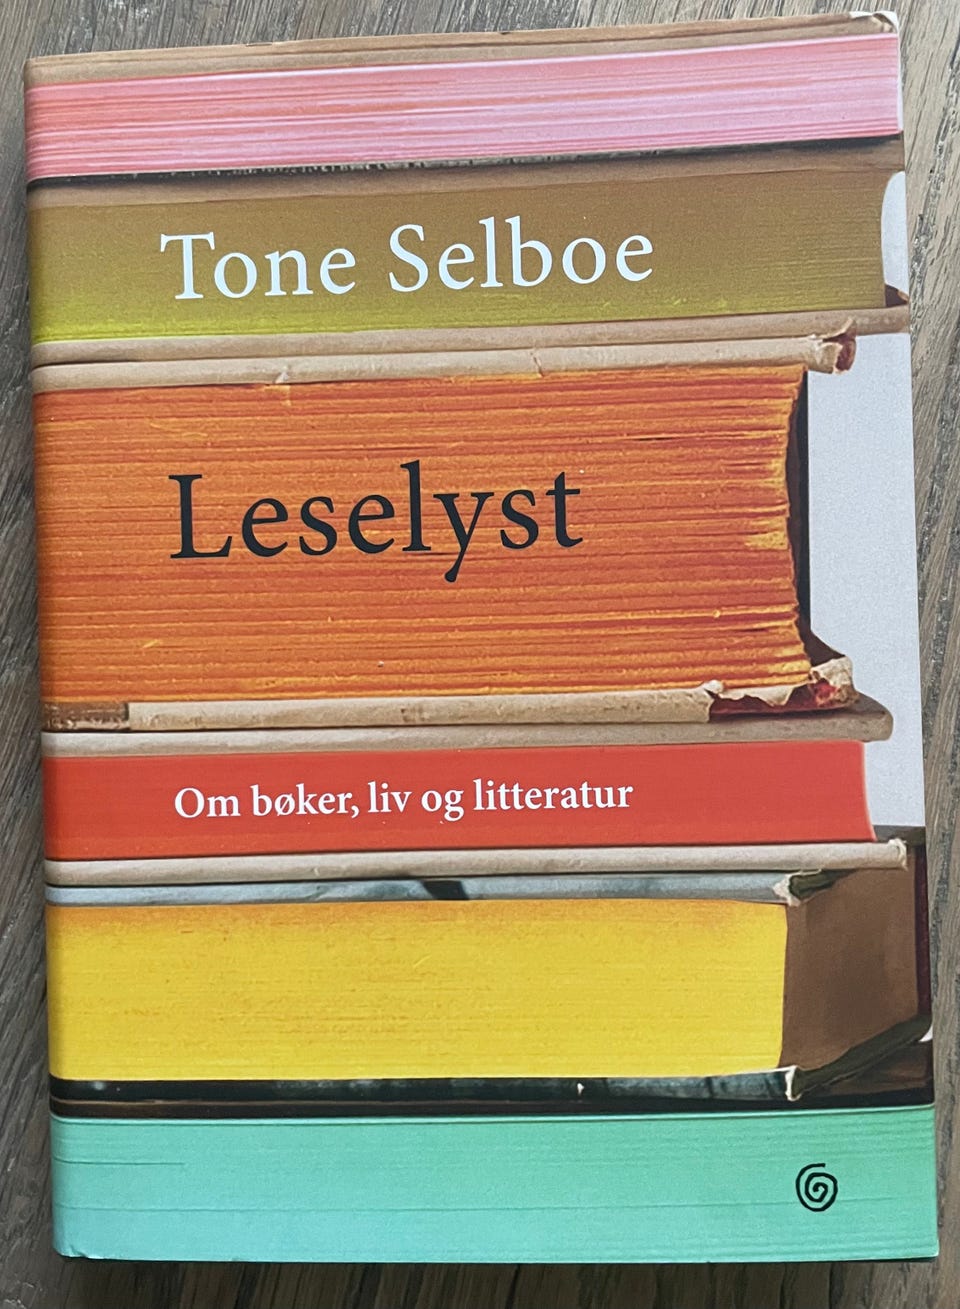 Tone Selboe
Leselyst
Om bøker, liv og litteratur